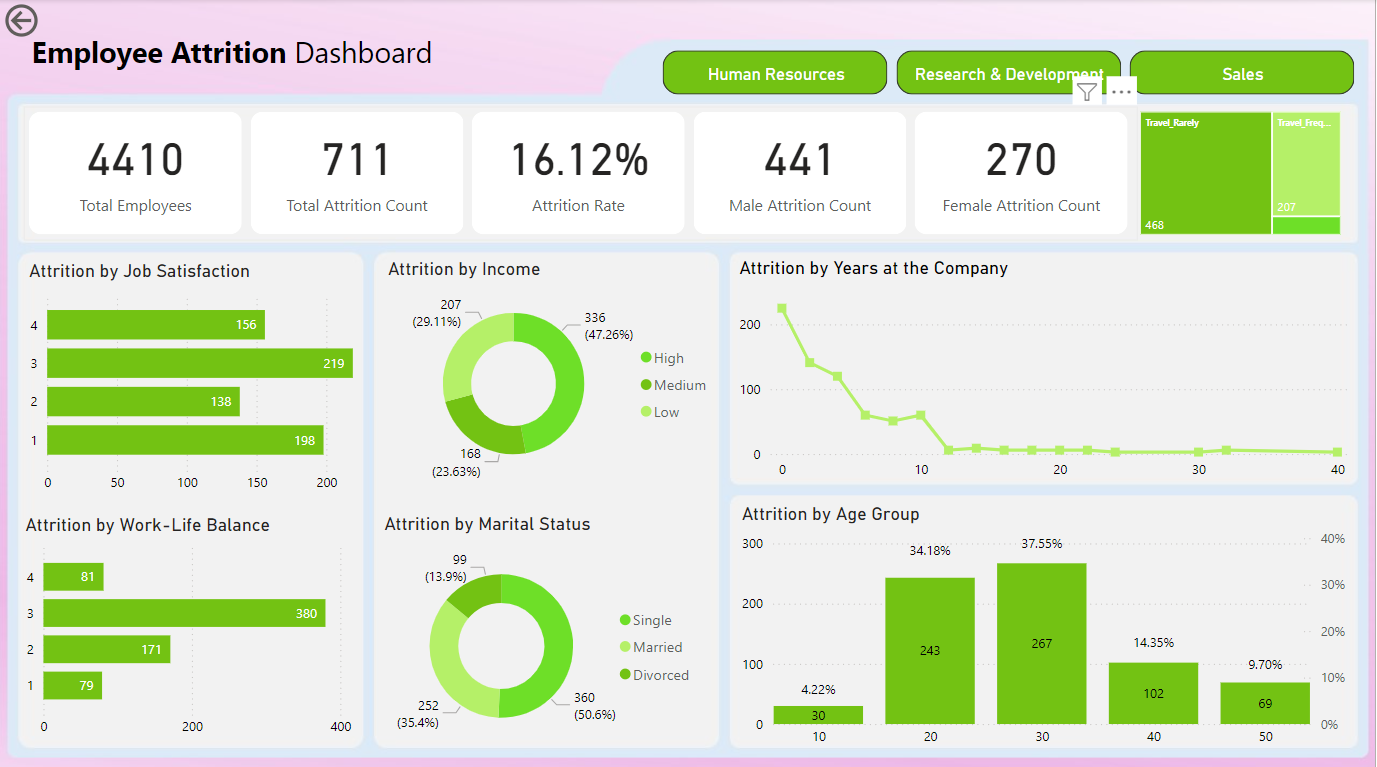 Employee Attrition Dashboard
Human Resources
Research & Development
Sales
4410
Total Employees
711
Total Attrition Count
16.12%
Attrition Rate
441
Male Attrition Count
270
Female Attrition Count
Travel_Rarely
468
Travel_Freq...
207
Attrition by Job Satisfaction
4
156
3
219
2
138
1
198
0 50 100 150 200
Attrition by Work-Life Balance
4
81
3
380
2
171
1
79
0 200 400
Attrition by Income
207
(29.11%)
336
(47.26%)
168
(23.63%)
High
Medium
Low
Attrition by Marital Status
99
(13.9%)
252
(35.4%)
360
(50.6%)
Single
Married
Divorced
Attrition by Years at the Company
200
100
0
0 10 20 30 40
Attrition by Age Group
300
200
100
0
4.22%
30
34.18%
243
37.55%
267
14.35%
102
9.70%
69
40%
30%
20%
10%
0%
10 20 30 40 50